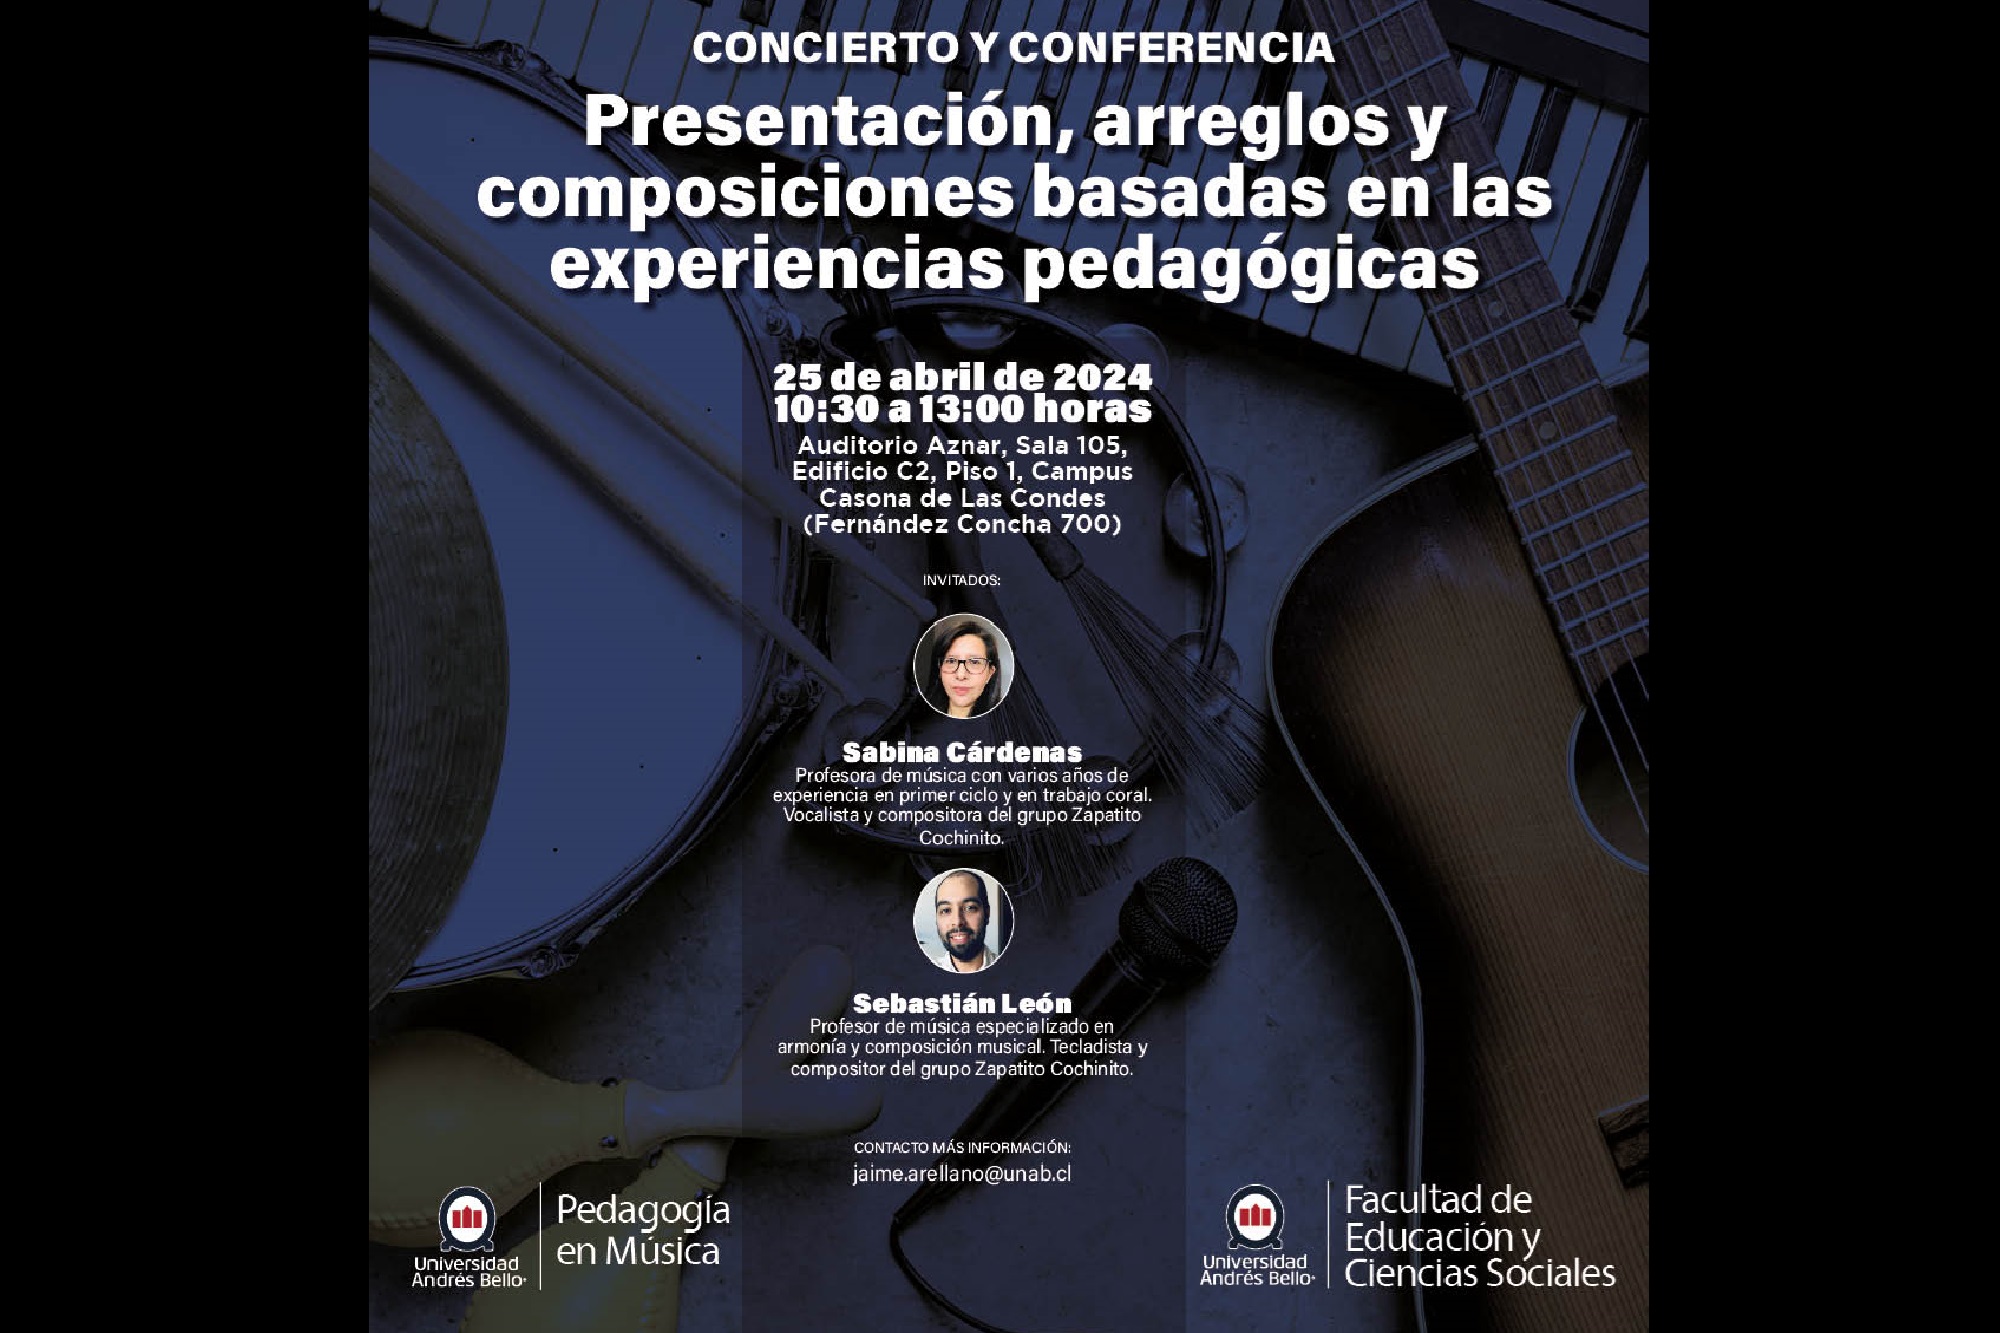 CONCIERTO Y CONFERENCIA
Presentación, arreglos y
composiciones basadas en las
experiencias pedagógicas
25 de abril de 2024
10:30 a 13:00 horas
Auditorio Aznar, Sala 105,
Edificio C2, Piso 1, Campus
Casona de Las Condes
(Fernández Concha 700)
INVITADOS:
Sabina Cárdenas
Profesora de música con varios años de
experiencia en primer ciclo y en trabajo coral.
Vocalista y compositora del grupo Zapatito
Cochinito.
Sebastián León
Profesor de música especializado en
armonía y composición musical. Tecladista y
compositor del grupo Zapatito Cochinito.
CONTACTO MÁS INFORMACIÓN:
jaime.arellano@unab.cl
Universidad
Andrés Bello
Pedagogía
en Música
Universidad
Andrés Bello
Facultad de
Educación y
Ciencias Sociales